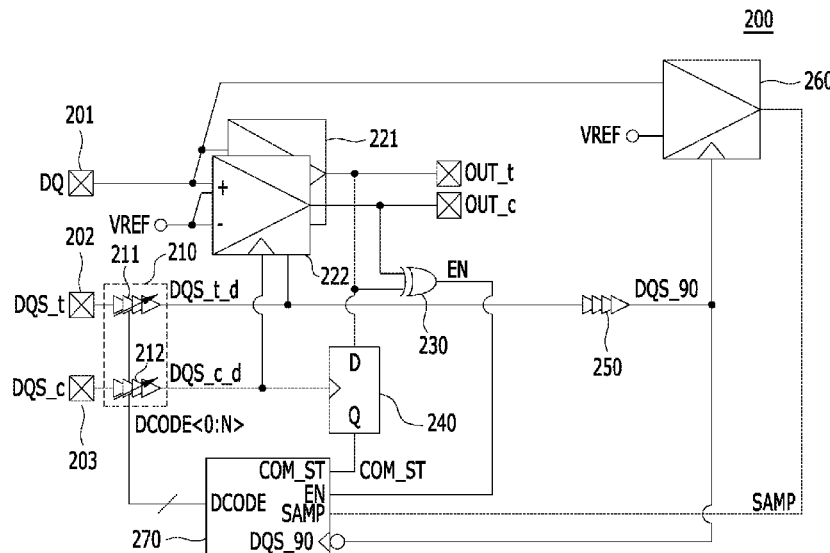 200
260
201
221
DQ
OUT_t
VREF
OUT_c
VREF
+
-
202
211
210
222
EN
DQS_t
DQS_t_d
DQS_90
230
250
212
D
DQS_c
DQS_c_d
Q
240
203
DCODE<0:N>
COM_ST
COM_ST
DCODE
EN
SAMP
SAMP
270
DQS_90